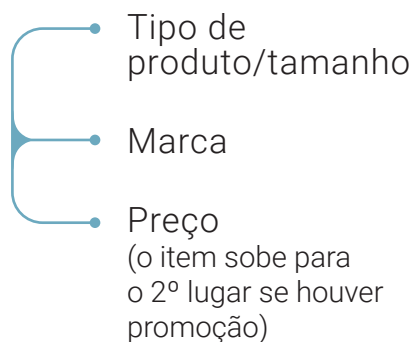 Tipo de
produto/tamanho
Marca
Preço
(o item sobe para
o 2º lugar se houver
promoção)